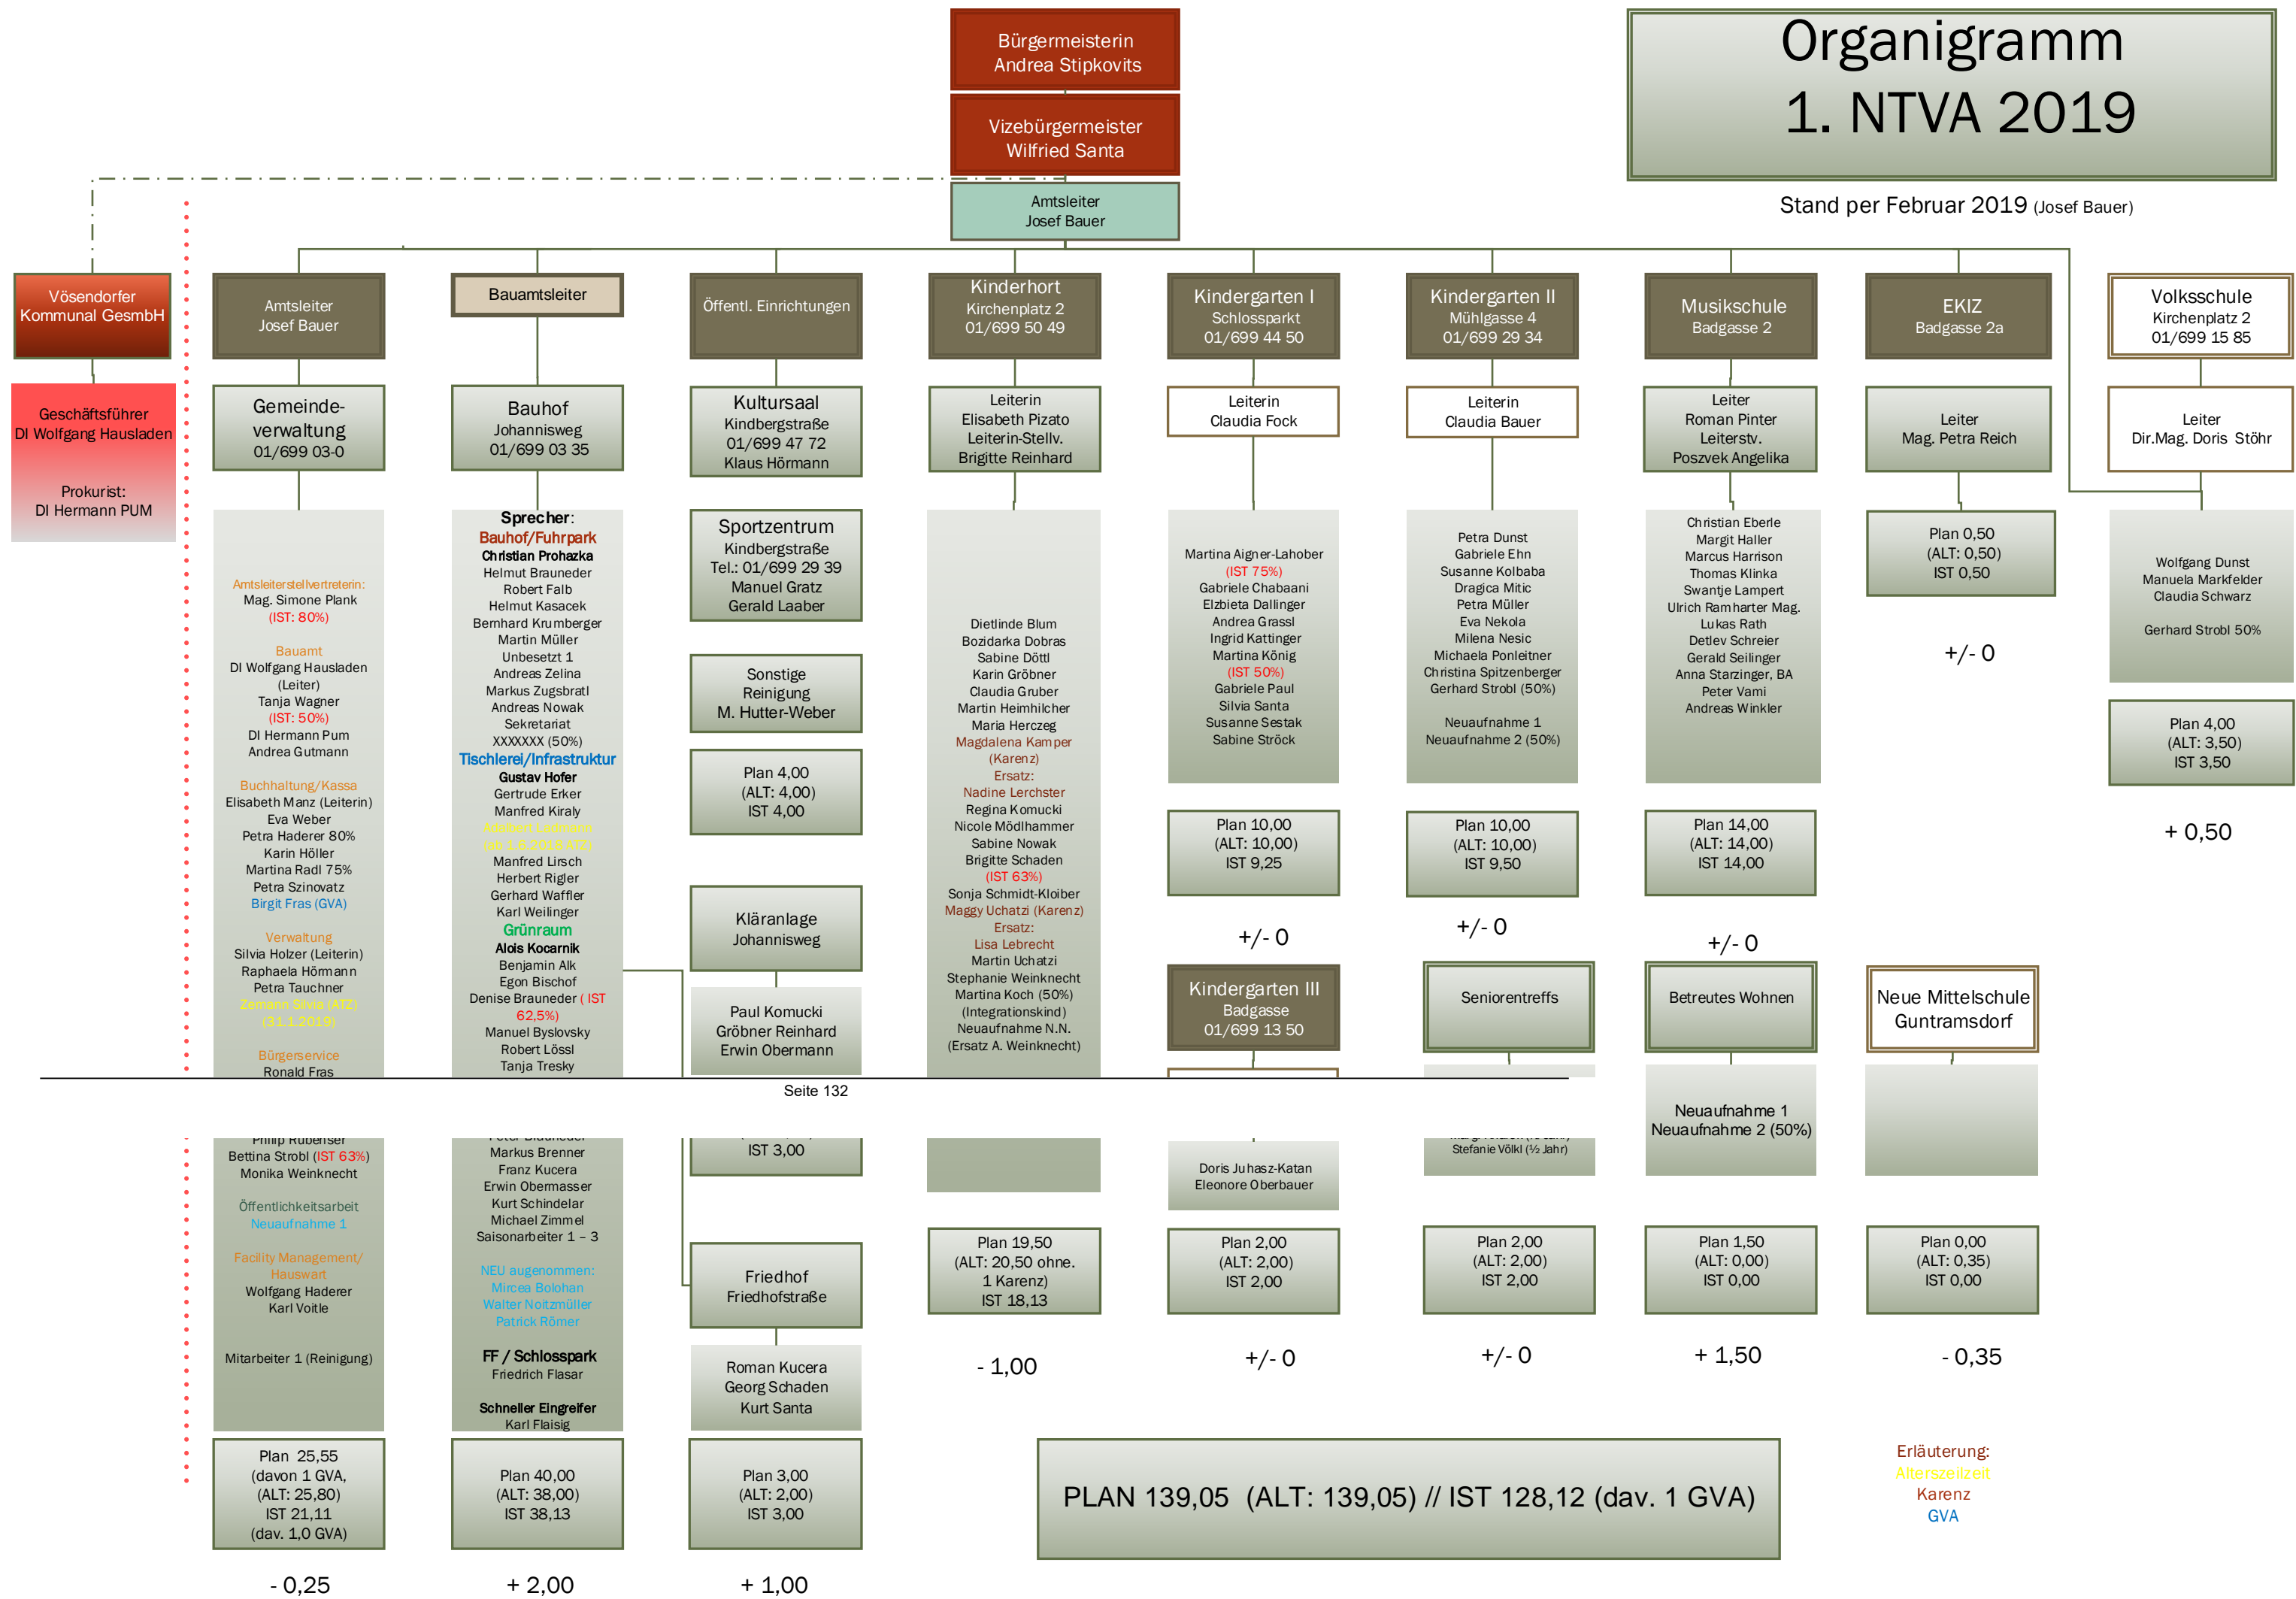 Bürgermeisterin
Andrea Stipkovits
Vizebürgermeister
Wilfried Santa
Amtsleiter
Josef Bauer
Organigramm
1. NTVA 2019
Stand per Februar 2019 (Josef Bauer)
Vösendorfer
Kommunal GesmbH
Geschäftsführer
DI Wolfgang Hausladen
Prokurist:
DI Hermann PUM
Amtsleiter
Josef Bauer
Gemeinde-
verwaltung
01/699 03-0
Amtsleiterstellvertreterin:
Mag. Simone Plank
(IST: 80%)
Bauamt
DI Wolfgang Hausladen
(Leiter)
Tanja Wagner
(IST: 50%)
DI Hermann Pum
Andrea Gutmann
Buchhaltung/Kassa
Elisabeth Manz (Leiterin)
Eva Weber
Petra Haderer 80%
Karin Höller
Martina Radl 75%
Petra Szinovatz
Birgit Fras (GVA)
Verwaltung
Silvia Holzer (Leiterin)
Raphaela Hörmann
Petra Tauchner
Zemann Silvia (ATZ)
(31.1.2019)
Bürgerservice
Ronald Fras
Philip Rubenser
Bettina Strobl (IST 63%)
Monika Weinknecht
Öffentlichkeitsarbeit
Neuaufnahme 1
Facility Management/
Hauswart
Wolfgang Haderer
Karl Voitle
Mitarbeiter 1 (Reinigung)
Plan 25,55
(davon 1 GVA,
(ALT: 25,80)
IST 21,11
(dav. 1,0 GVA)
- 0,25
Bauamtsleiter
Bauhof
Johannisweg
01/699 03 35
Sprecher:
Bauhof/Fuhrpark
Christian Prohazka
Helmut Brauneder
Robert Falb
Helmut Kasacek
Bernhard Krumberger
Martin Müller
Unbesetzt 1
Andreas Zelina
Markus Zugsbratl
Andreas Nowak
Sekretariat
XXXXXXX (50%)
Tischlerei/Infrastruktur
Gustav Hofer
Gertrude Erker
Manfred Kiraly
Adalbert Ladmann
(ab 1.6.2016 ATZ)
Manfred Lirsch
Herbert Rigler
Gerhard Waffler
Karl Weilinger
Grünraum
Alois Kocarnik
Benjamin Alk
Egon Bischof
Denise Brauneder ( IST
62,5%)
Manuel Byslovsky
Robert Lössl
Tanja Tresky
Peter Brauneder
Markus Brenner
Franz Kucera
Erwin Obermasser
Kurt Schindelar
Michael Zimmel
Saisonarbeiter 1 – 3
NEU augenommen:
Mircea Bolohan
Walter Noitzmüller
Patrick Römer
FF / Schlosspark
Friedrich Flasar
Schneller Eingreifer
Karl Flaisig
Plan 40,00
(ALT: 38,00)
IST 38,13
+ 2,00
Öffentl. Einrichtungen
Kultursaal
Kindbergstraße
01/699 47 72
Klaus Hörmann
Sportzentrum
Kindbergstraße
Tel.: 01/699 29 39
Manuel Gratz
Gerald Laaber
Sonstige
Reinigung
M. Hutter-Weber
Plan 4,00
(ALT: 4,00)
IST 4,00
Kläranlage
Johannisweg
Paul Komucki
Gröbner Reinhard
Erwin Obermann
Seite 132
IST 3,00
Friedhof
Friedhofstraße
Roman Kucera
Georg Schaden
Kurt Santa
Plan 3,00
(ALT: 2,00)
IST 3,00
+ 1,00
Kinderhort
Kirchenplatz 2
01/699 50 49
Leiterin
Elisabeth Pizato
Leiterin-Stellv.
Brigitte Reinhard
Dietlinde Blum
Bozidarka Dobras
Sabine Döttl
Karin Gröbner
Claudia Gruber
Martin Heimhilcher
Maria Herczeg
Magdalena Kamper
(Karenz)
Ersatz:
Nadine Lerchster
Regina Komucki
Nicole Mödlhammer
Sabine Nowak
Brigitte Schaden
(IST 63%)
Sonja Schmidt-Kloiber
Maggy Uchatzi (Karenz)
Ersatz:
Lisa Lebrecht
Martin Uchatzi
Stephanie Weinknecht
Martina Koch (50%)
(Integrationskind)
Neuaufnahme N.N.
(Ersatz A. Weinknecht)
Plan 19,50
(ALT: 20,50 ohne.
1 Karenz)
IST 18,13
- 1,00
Kindergarten I
Schlossparkt
01/699 44 50
Leiterin
Claudia Fock
Martina Aigner-Lahober
(IST 75%)
Gabriele Chabaani
Elzbieta Dallinger
Andrea Grassl
Ingrid Kattinger
Martina König
(IST 50%)
Gabriele Paul
Silvia Santa
Susanne Sestak
Sabine Ströck
Plan 10,00
(ALT: 10,00)
IST 9,25
+/- 0
Kindergarten III
Badgasse
01/699 13 50
Doris Juhasz-Katan
Eleonore Oberbauer
Plan 2,00
(ALT: 2,00)
IST 2,00
+/- 0
Kindergarten II
Mühlgasse 4
01/699 29 34
Leiterin
Claudia Bauer
Petra Dunst
Gabriele Ehn
Susanne Kolbaba
Dragica Mitic
Petra Müller
Eva Nekola
Milena Nesic
Michaela Ponleitner
Christina Spitzenberger
Gerhard Strobl (50%)
Neuaufnahme 1
Neuaufnahme 2 (50%)
Plan 10,00
(ALT: 10,00)
IST 9,50
+/- 0
Seniorentreffs
Stefanie Völkl (½ Jahr)
Plan 2,00
(ALT: 2,00)
IST 2,00
+/- 0
Musikschule
Badgasse 2
Leiter
Roman Pinter
Leiterstv.
Poszvek Angelika
Christian Eberle
Margit Haller
Marcus Harrison
Thomas Klinka
Swantje Lampert
Ulrich Ramharter Mag.
Lukas Rath
Detlev Schreier
Gerald Seilinger
Anna Starzinger, BA
Peter Vami
Andreas Winkler
Plan 14,00
(ALT: 14,00)
IST 14,00
+/- 0
Betreutes Wohnen
Neuaufnahme 1
Neuaufnahme 2 (50%)
Plan 1,50
(ALT: 0,00)
IST 0,00
+ 1,50
EKIZ
Badgasse 2a
Leiter
Mag. Petra Reich
Plan 0,50
(ALT: 0,50)
IST 0,50
+/- 0
Neue Mittelschule
Guntramsdorf
Plan 0,00
(ALT: 0,35)
IST 0,00
- 0,35
Volksschule
Kirchenplatz 2
01/699 15 85
Leiter
Dir.Mag. Doris Stöhr
Wolfgang Dunst
Manuela Markfelder
Claudia Schwarz
Gerhard Strobl 50%
Plan 4,00
(ALT: 3,50)
IST 3,50
+ 0,50
PLAN 139,05 (ALT: 139,05) // IST 128,12 (dav. 1 GVA)
Erläuterung:
Alterszeilzeit
Karenz
GVA